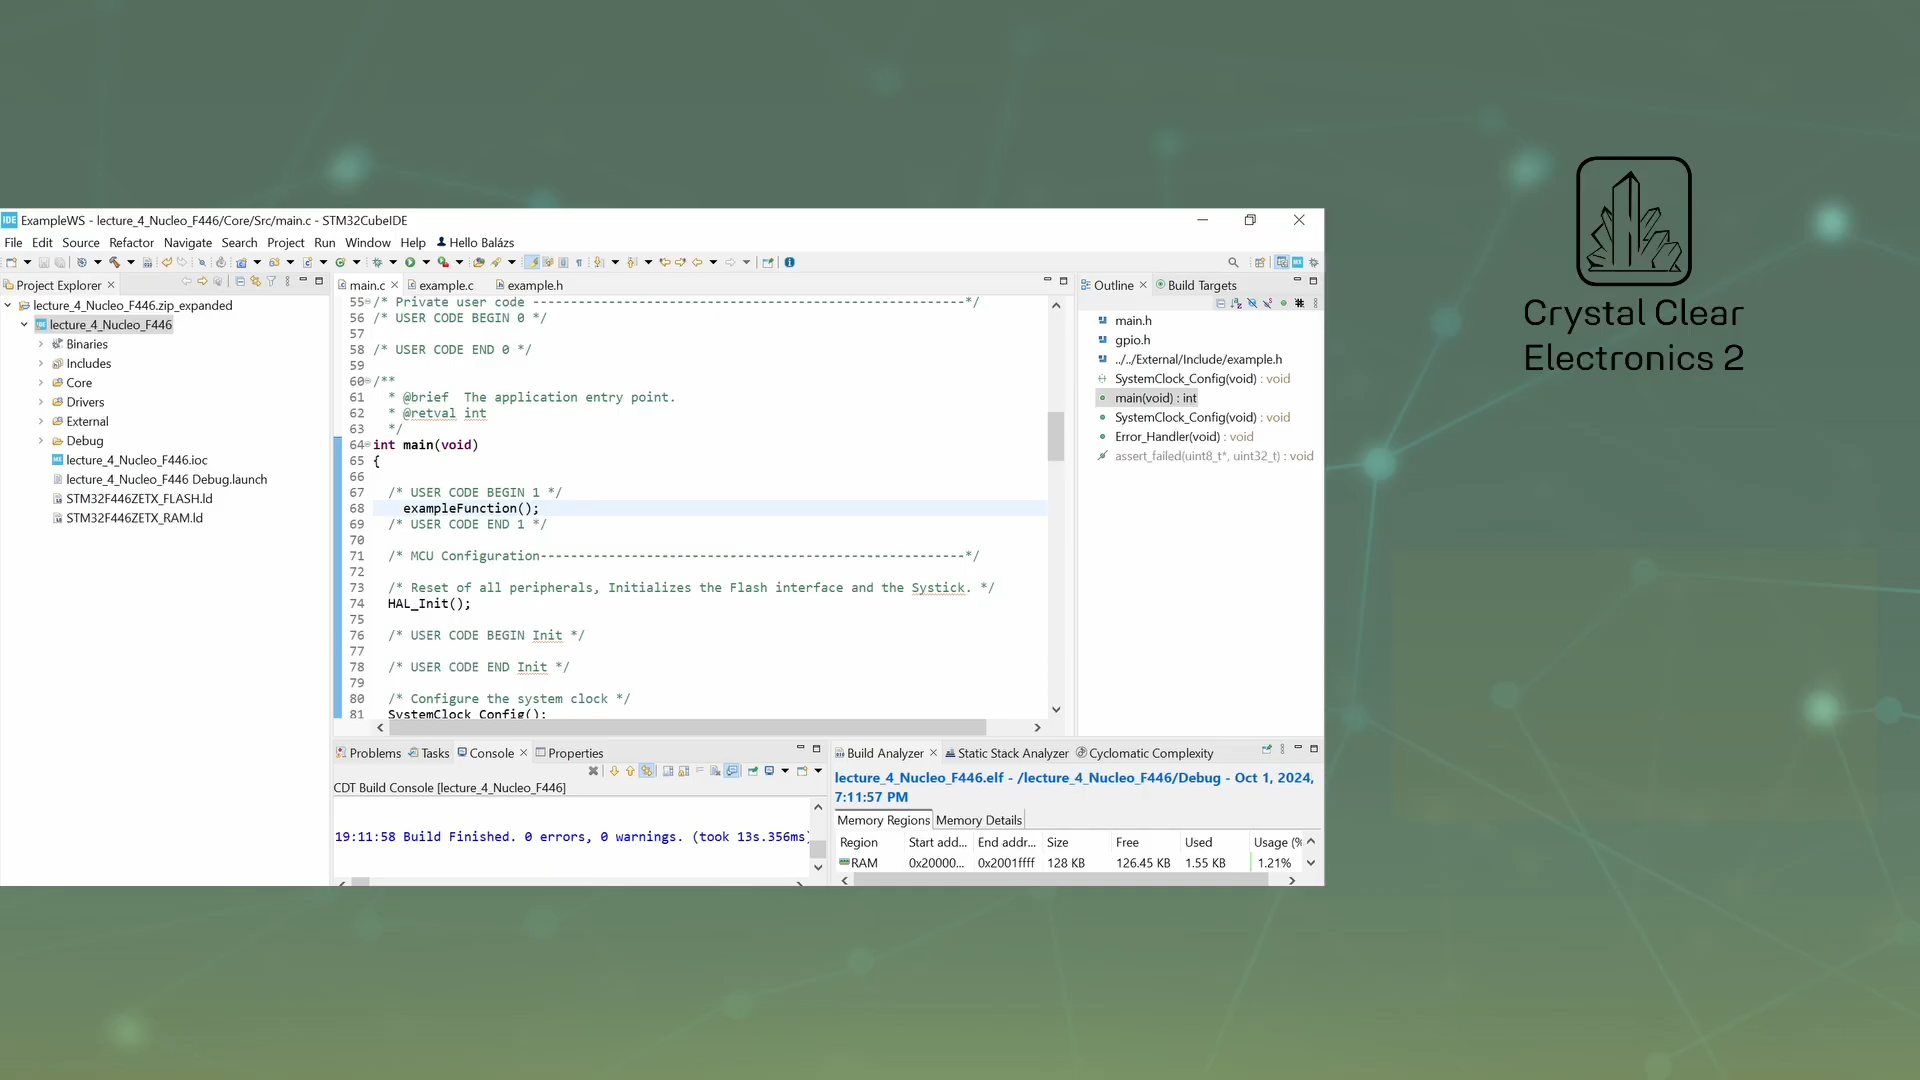 IDE ExampleWS - lecture_4_Nucleo_F446/Core/Src/main.c - STM32CubeIDE
File Edit Source Refactor Navigate Search Project Run Window Help Hello Balázs
Project Explorer
lecture_4_Nucleo_F446.zip_expanded
lecture_4_Nucleo_F446
Binaries
Includes
Core
Drivers
External
Debug
lecture_4_Nucleo_F446.ioc
lecture_4_Nucleo_F446 Debug.launch
STM32F446ZETX_FLASH.ld
STM32F446ZETX_RAM.ld
main.c example.c example.h
55 /* Private user code ---------------------------------------------------------*/
56 /* USER CODE BEGIN 0 */
57
58 /* USER CODE END 0 */
59
60 /**
61 * @brief  The application entry point.
62 * @retval int
63 */
64 int main(void)
65 {
66
67 /* USER CODE BEGIN 1 */
68 exampleFunction();
69 /* USER CODE END 1 */
70
71 /* MCU Configuration--------------------------------------------------------*/
72
73 /* Reset of all peripherals, Initializes the Flash interface and the Systick. */
74 HAL_Init();
75
76 /* USER CODE BEGIN Init */
77
78 /* USER CODE END Init */
79
80 /* Configure the system clock */
81 SystemClock_Config();
Outline Build Targets
main.h
gpio.h
../../External/Include/example.h
SystemClock_Config(void) : void
main(void) : int
SystemClock_Config(void) : void
Error_Handler(void) : void
assert_failed(uint8_t*, uint32_t) : void
Problems Tasks Console Properties
CDT Build Console [lecture_4_Nucleo_F446]
19:11:58 Build Finished. 0 errors, 0 warnings. (took 13s.356ms)
Build Analyzer Static Stack Analyzer Cyclomatic Complexity
lecture_4_Nucleo_F446.elf - /lecture_4_Nucleo_F446/Debug - Oct 1, 2024,
7:11:57 PM
Memory Regions Memory Details
Region Start add... End addr... Size Free Used Usage (%
RAM 0x20000... 0x2001ffff 128 KB 126.45 KB 1.55 KB 1.21%
Crystal Clear
Electronics 2